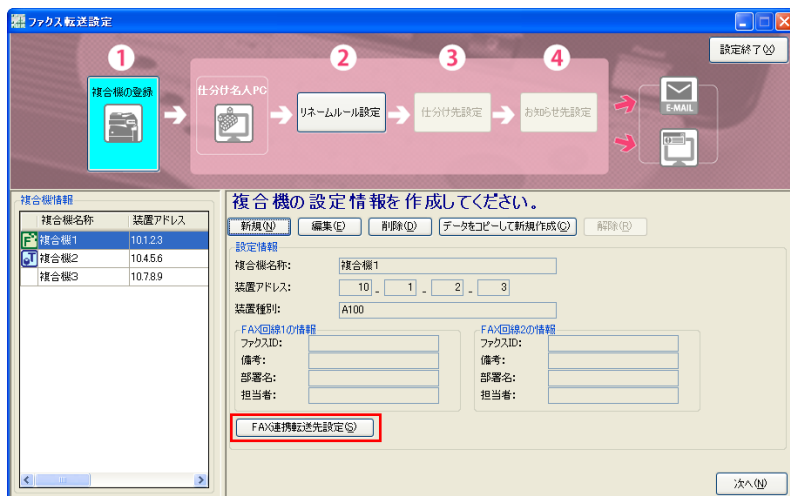 ファクス転送設定
設定終了(X)
1
2
3
4
複合機の登録
仕分け名人PC
リネームルール設定
仕分け先設定
お知らせ先設定
E-MAIL
複合機情報
複合機名称 装置アドレス
複合機1 10.1.2.3
複合機2 10.4.5.6
複合機3 10.7.8.9
複合機の設定情報を作成してください。
新規(N) 編集(E) 削除(D) データをコピーして新規作成(C) 解除(R)
設定情報
複合機名称: 複合機1
装置アドレス: 10 . 1 . 2 . 3
装置種別: A100
FAX回線1の情報
ファクスID:
備考:
部署名:
担当者:
FAX回線2の情報
ファクスID:
備考:
部署名:
担当者:
FAX連携転送先設定(S)
次へ(N)